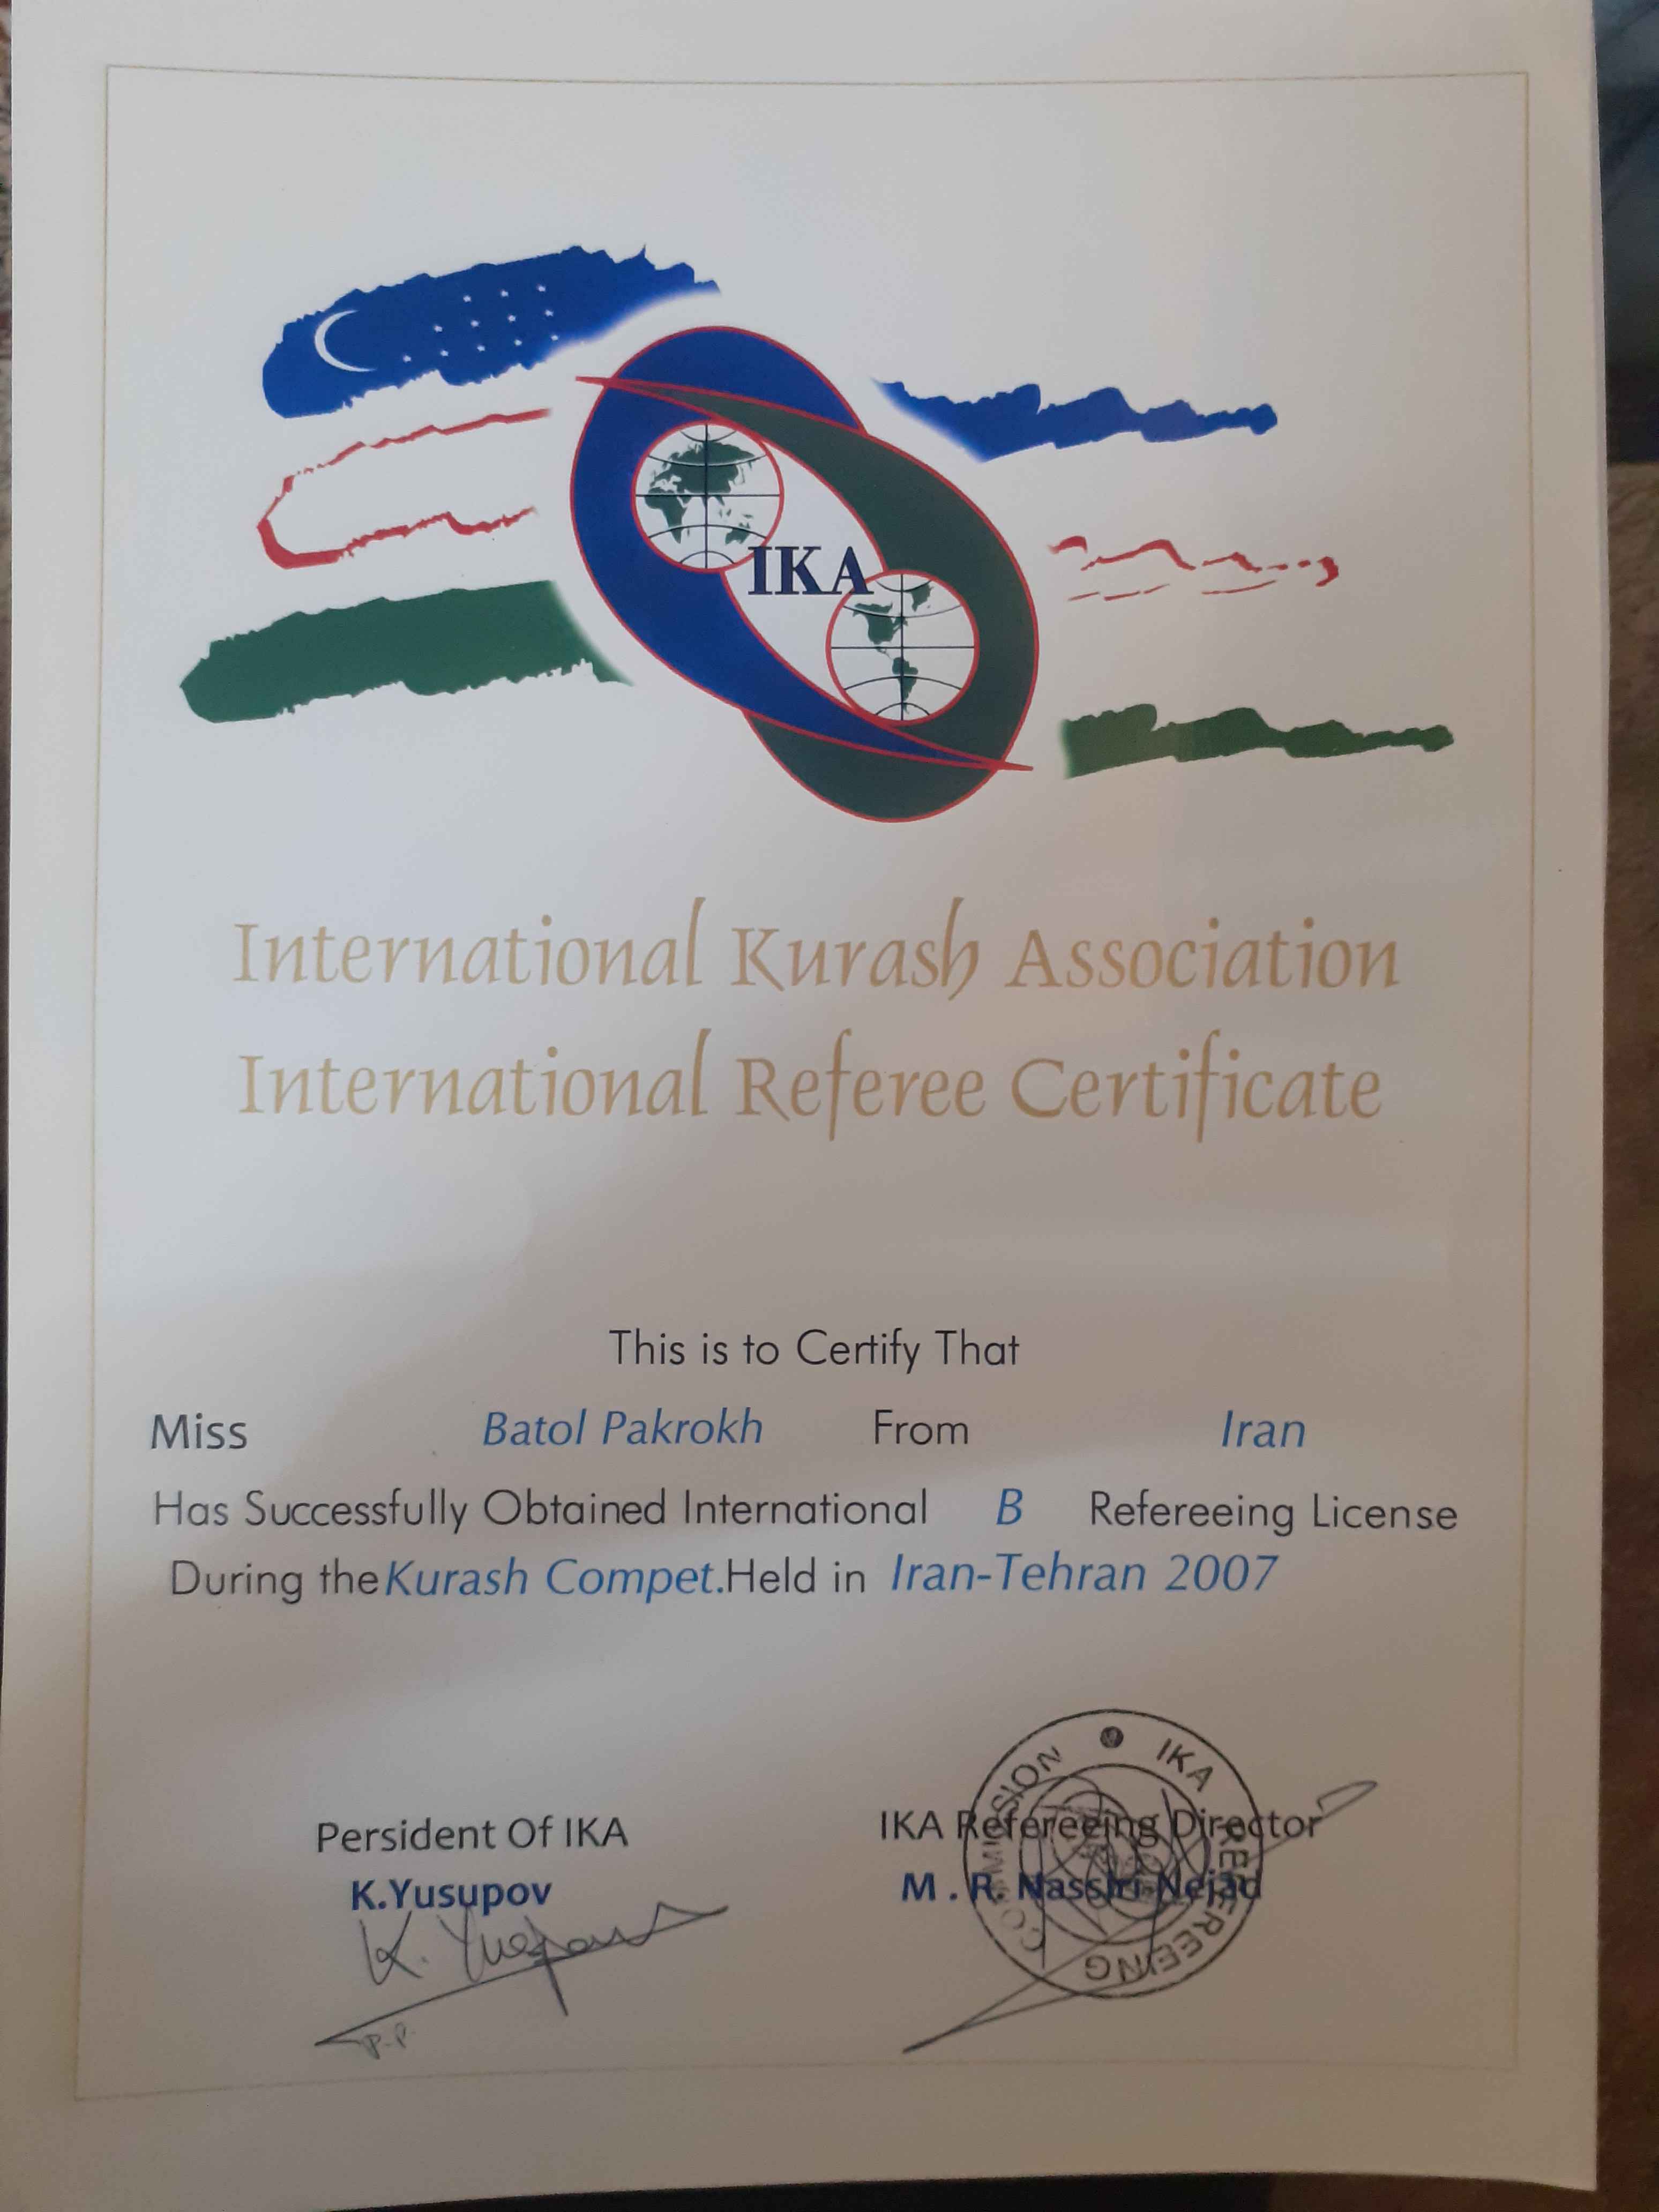 IKA
International Kurash Association
International Referee Certificate
This is to Certify That
Miss Batol Pakrokh From Iran
Has Successfully Obtained International B Refereeing License
During the Kurash Compet. Held in Iran-Tehran 2007
Persident Of IKA
K.Yusupov
K. Yusupov
P.P.
IKA Refereeing Director
M . R. Nassiri Nejad
IKA REFEREEING COMMISSION